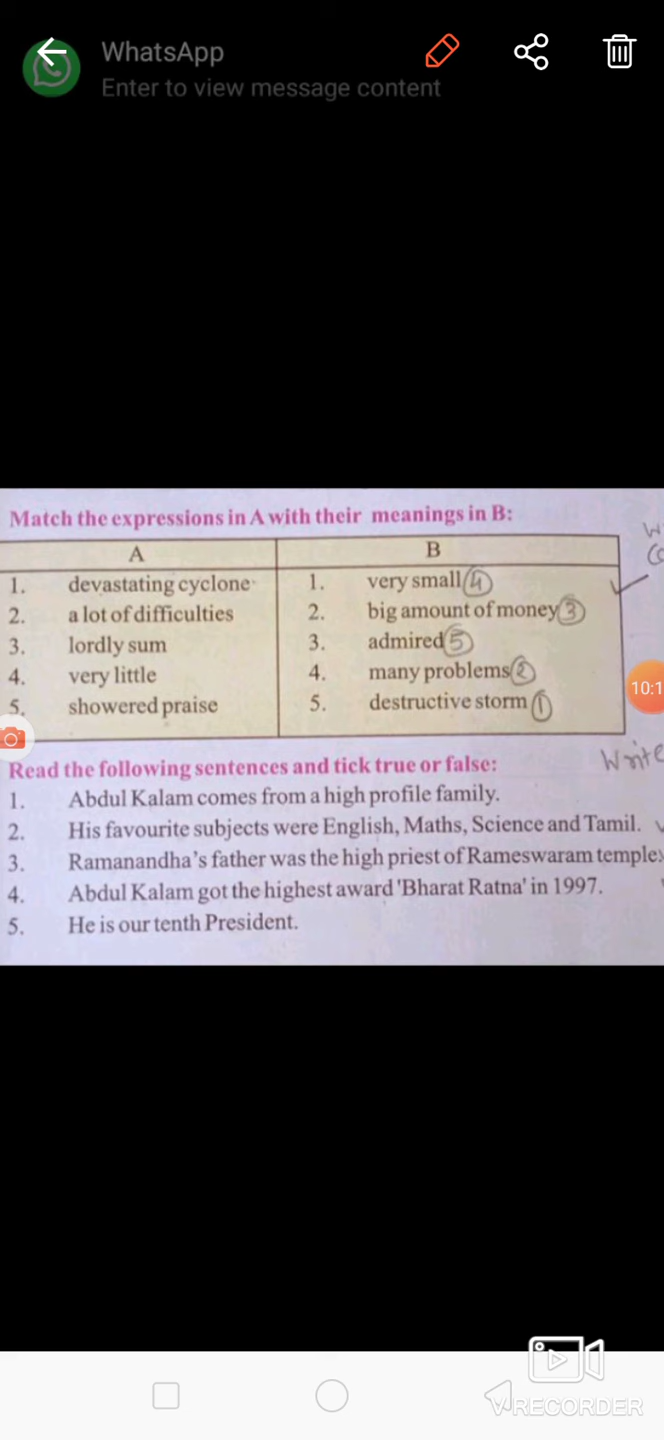 WhatsApp
Enter to view message content
Match the expressions in A with their meanings in B:
A B
1. devastating cyclone 1. very small 4
2. a lot of difficulties 2. big amount of money 3
3. lordly sum 3. admired 5
4. very little 4. many problems 2
5. showered praise 5. destructive storm 1
10:1
Write
Read the following sentences and tick true or false:
1. Abdul Kalam comes from a high profile family.
2. His favourite subjects were English, Maths, Science and Tamil.
3. Ramanandha's father was the high priest of Rameswaram temple.
4. Abdul Kalam got the highest award 'Bharat Ratna' in 1997.
5. He is our tenth President.
VRECORDER